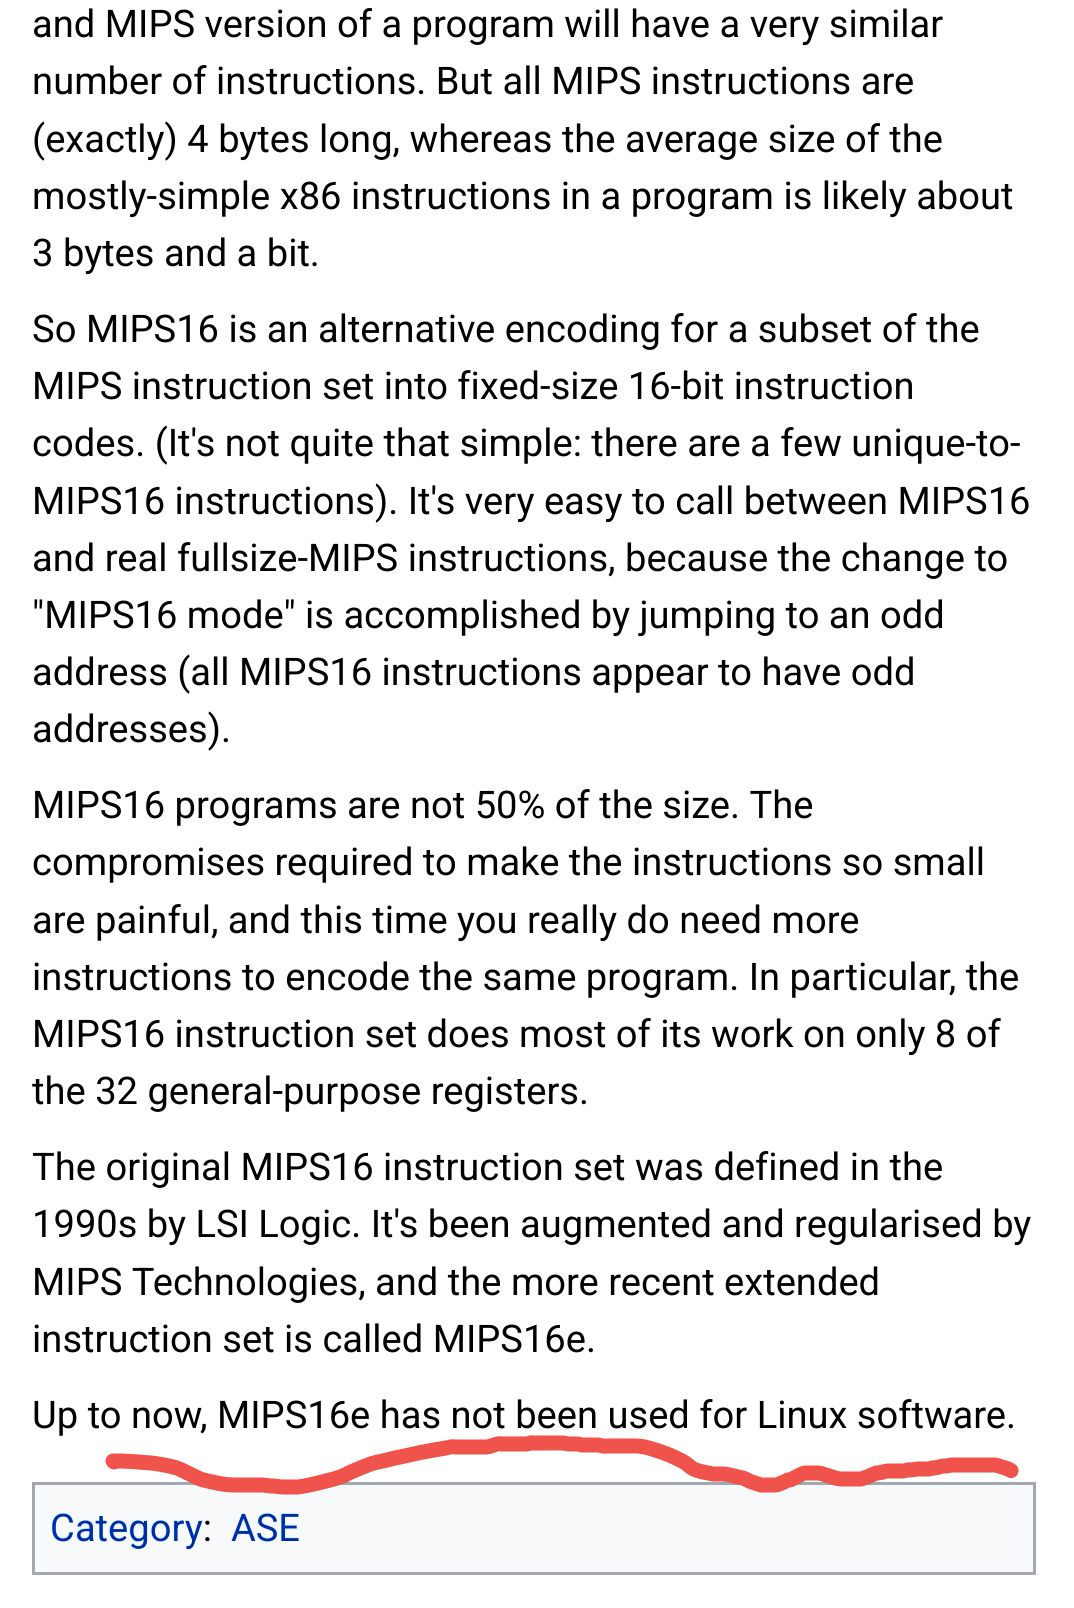 and MIPS version of a program will have a very similar
number of instructions. But all MIPS instructions are
(exactly) 4 bytes long, whereas the average size of the
mostly-simple x86 instructions in a program is likely about
3 bytes and a bit.
So MIPS16 is an alternative encoding for a subset of the
MIPS instruction set into fixed-size 16-bit instruction
codes. (It's not quite that simple: there are a few unique-to-
MIPS16 instructions). It's very easy to call between MIPS16
and real fullsize-MIPS instructions, because the change to
"MIPS16 mode" is accomplished by jumping to an odd
address (all MIPS16 instructions appear to have odd
addresses).
MIPS16 programs are not 50% of the size. The
compromises required to make the instructions so small
are painful, and this time you really do need more
instructions to encode the same program. In particular, the
MIPS16 instruction set does most of its work on only 8 of
the 32 general-purpose registers.
The original MIPS16 instruction set was defined in the
1990s by LSI Logic. It's been augmented and regularised by
MIPS Technologies, and the more recent extended
instruction set is called MIPS16e.
Up to now, MIPS16e has not been used for Linux software.
Category: ASE